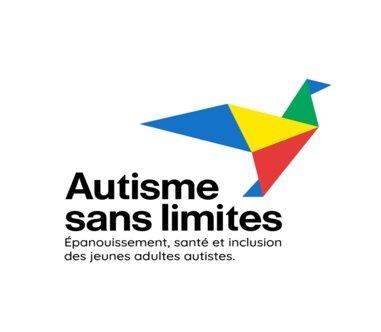 Autisme
sans limites
Épanouissement, santé et inclusion
des jeunes adultes autistes.